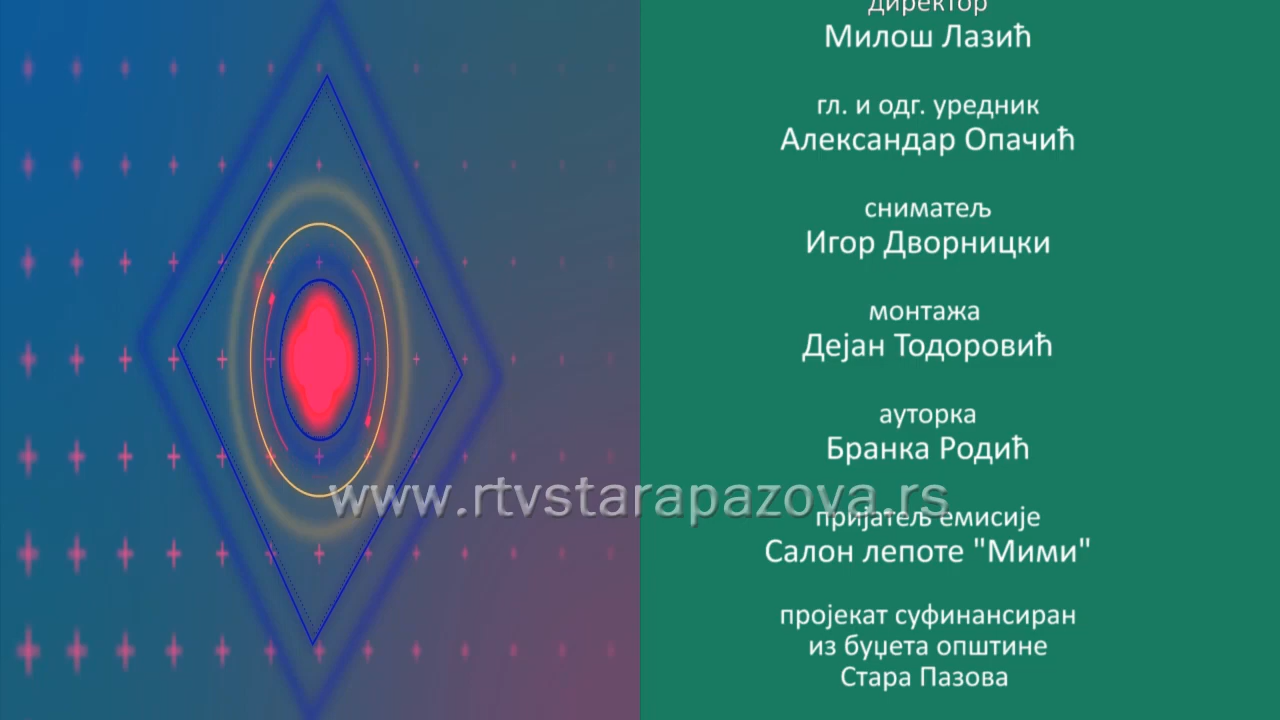 директор
Милош Лазић
гл. и одг. уредник
Александар Опачић
сниматељ
Игор Дворницки
монтажа
Дејан Тодоровић
ауторка
Бранка Родић
www.rtvstarapazova.rs
пријатељ емисије
Салон лепоте "Мими"
пројекат суфинансиран
из буџета општине
Стара Пазова